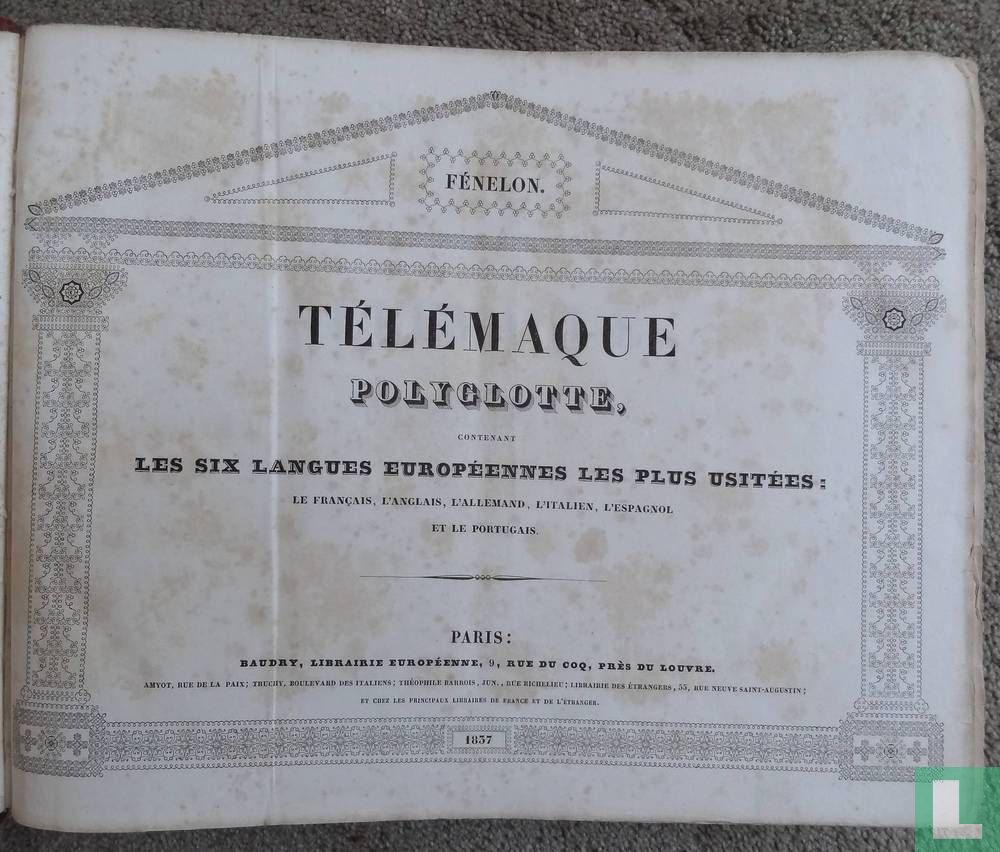 FÉNELON.
TÉLÉMAQUE
POLYGLOTTE,
CONTENANT
LES SIX LANGUES EUROPÉENNES LES PLUS USITÉES:
LE FRANÇAIS, L'ANGLAIS, L'ALLEMAND, L'ITALIEN, L'ESPAGNOL
ET LE PORTUGAIS.
PARIS:
BAUDRY, LIBRAIRIE EUROPÉENNE, 9, RUE DU COQ, PRÈS DU LOUVRE.
AMYOT, RUE DE LA PAIX; TRUCHY, BOULEVARD DES ITALIENS; THÉOPHILE BARROIS, JUN., RUE RICHELIEU; LIBRAIRIE DES ÉTRANGERS, 55, RUE NEUVE SAINT-AUGUSTIN;
ET CHEZ LES PRINCIPAUX LIBRAIRES DE FRANCE ET DE L'ÉTRANGER.
1837
L